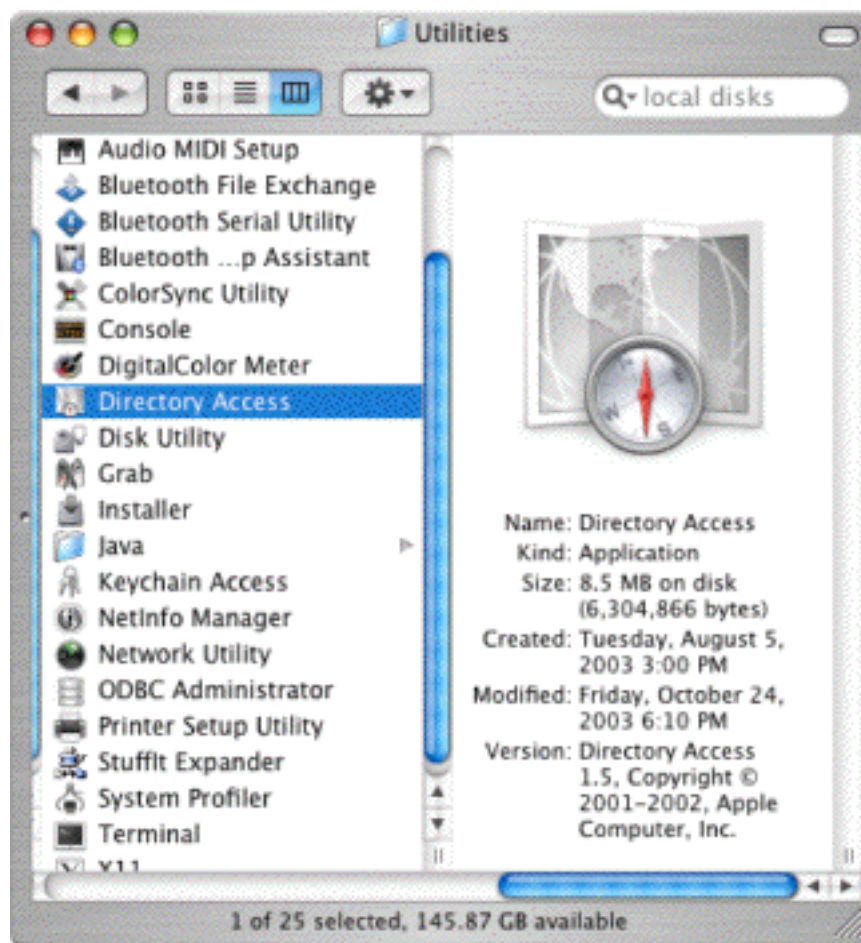 Utilities
local disks
Audio MIDI Setup
Bluetooth File Exchange
Bluetooth Serial Utility
Bluetooth ...p Assistant
ColorSync Utility
Console
DigitalColor Meter
Directory Access
Disk Utility
Grab
Installer
Java
Keychain Access
NetInfo Manager
Network Utility
ODBC Administrator
Printer Setup Utility
StuffIt Expander
System Profiler
Terminal
X11
Name: Directory Access
Kind: Application
Size: 8.5 MB on disk
(6,304,866 bytes)
Created: Tuesday, August 5,
2003 3:00 PM
Modified: Friday, October 24,
2003 6:10 PM
Version: Directory Access
1.5, Copyright ©
2001-2002, Apple
Computer, Inc.
1 of 25 selected, 145.87 GB available